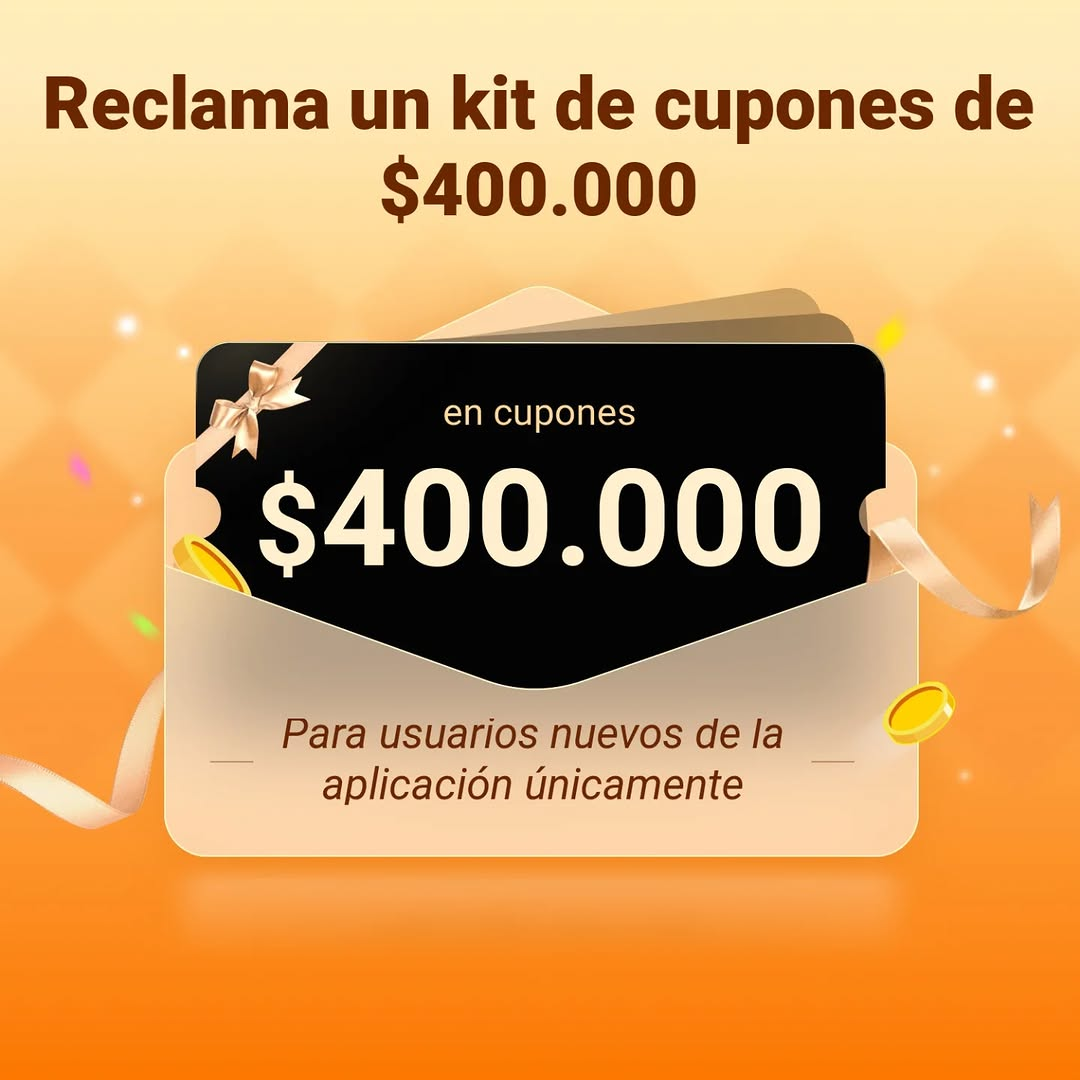 Reclama un kit de cupones de
$400.000
en cupones
$400.000
Para usuarios nuevos de la
aplicación únicamente